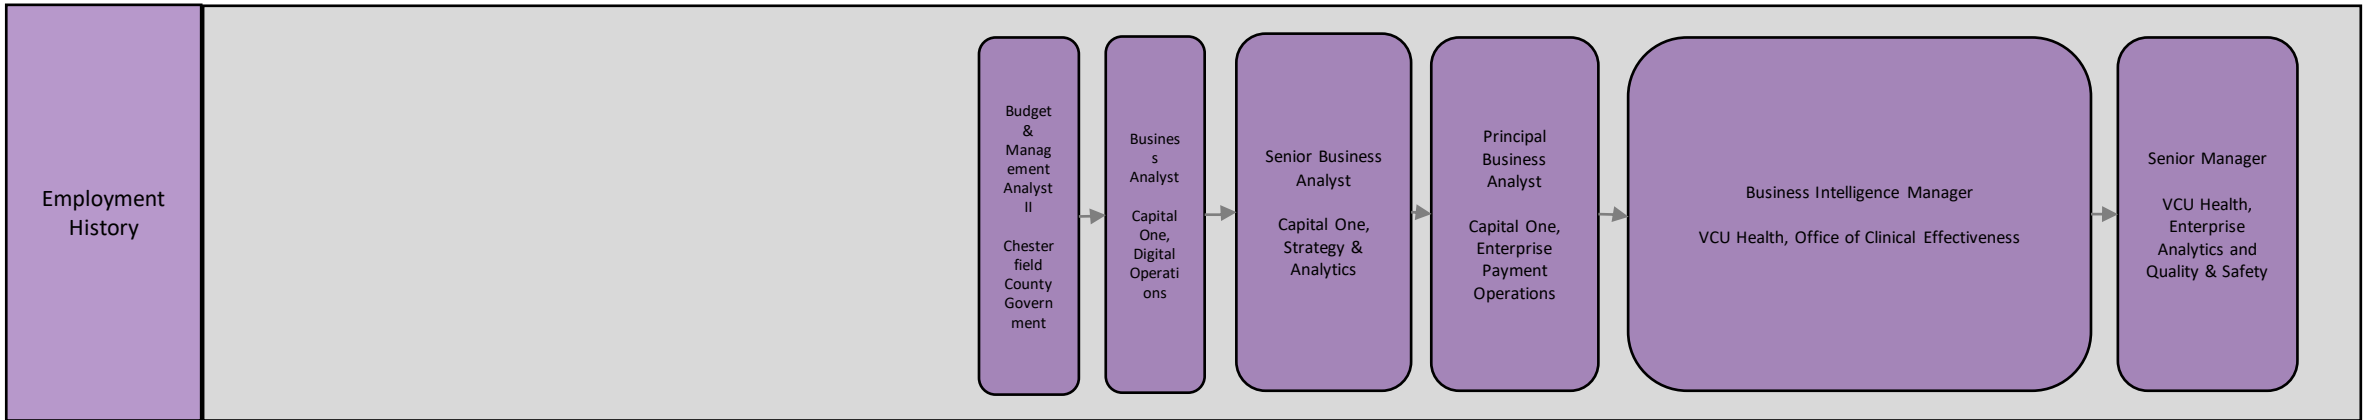 Employment
History
Budget
&
Manag
ement
Analyst
II
Chester
field
County
Govern
ment
Busines
s
Analyst
Capital
One,
Digital
Operati
ons
Senior Business
Analyst
Capital One,
Strategy &
Analytics
Principal
Business
Analyst
Capital One,
Enterprise
Payment
Operations
Business Intelligence Manager
VCU Health, Office of Clinical Effectiveness
Senior Manager
VCU Health,
Enterprise
Analytics and
Quality & Safety